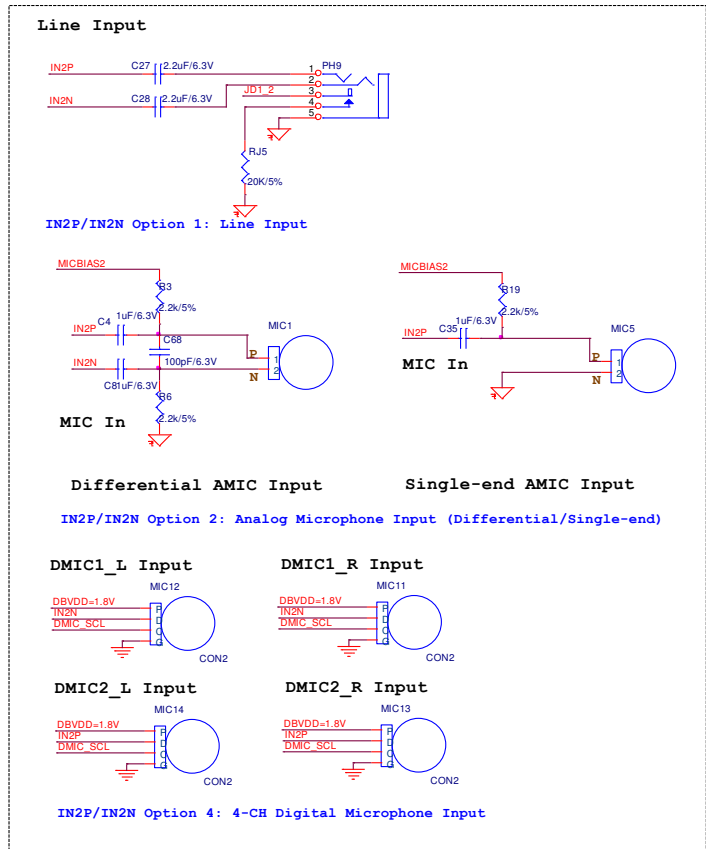 Line Input
IN2P C27 2.2uF/6.3V 1 PH9
2
IN2N C28 2.2uF/6.3V JD1_2 3
4
5
RJ5
20K/5%
IN2P/IN2N Option 1: Line Input
MICBIAS2
R3
2.2k/5%
C4 1uF/6.3V
IN2P
C68
100pF/6.3V
MIC1
P 1
N 2
IN2N
C8 1uF/6.3V
R6
2.2k/5%
MIC In
MICBIAS2
R19
2.2k/5%
1uF/6.3V
IN2P C35
MIC5
MIC In
P 1
N 2
Differential AMIC Input
Single-end AMIC Input
IN2P/IN2N Option 2: Analog Microphone Input (Differential/Single-end)
DMIC1_L Input
MIC12
DBVDD=1.8V P
IN2N D
DMIC_SCL C
G
CON2
DMIC1_R Input
MIC11
DBVDD=1.8V P
IN2N D
DMIC_SCL C
G
CON2
DMIC2_L Input
MIC14
DBVDD=1.8V P
IN2P D
DMIC_SCL C
G
CON2
DMIC2_R Input
MIC13
DBVDD=1.8V P
IN2P D
DMIC_SCL C
G
CON2
IN2P/IN2N Option 4: 4-CH Digital Microphone Input